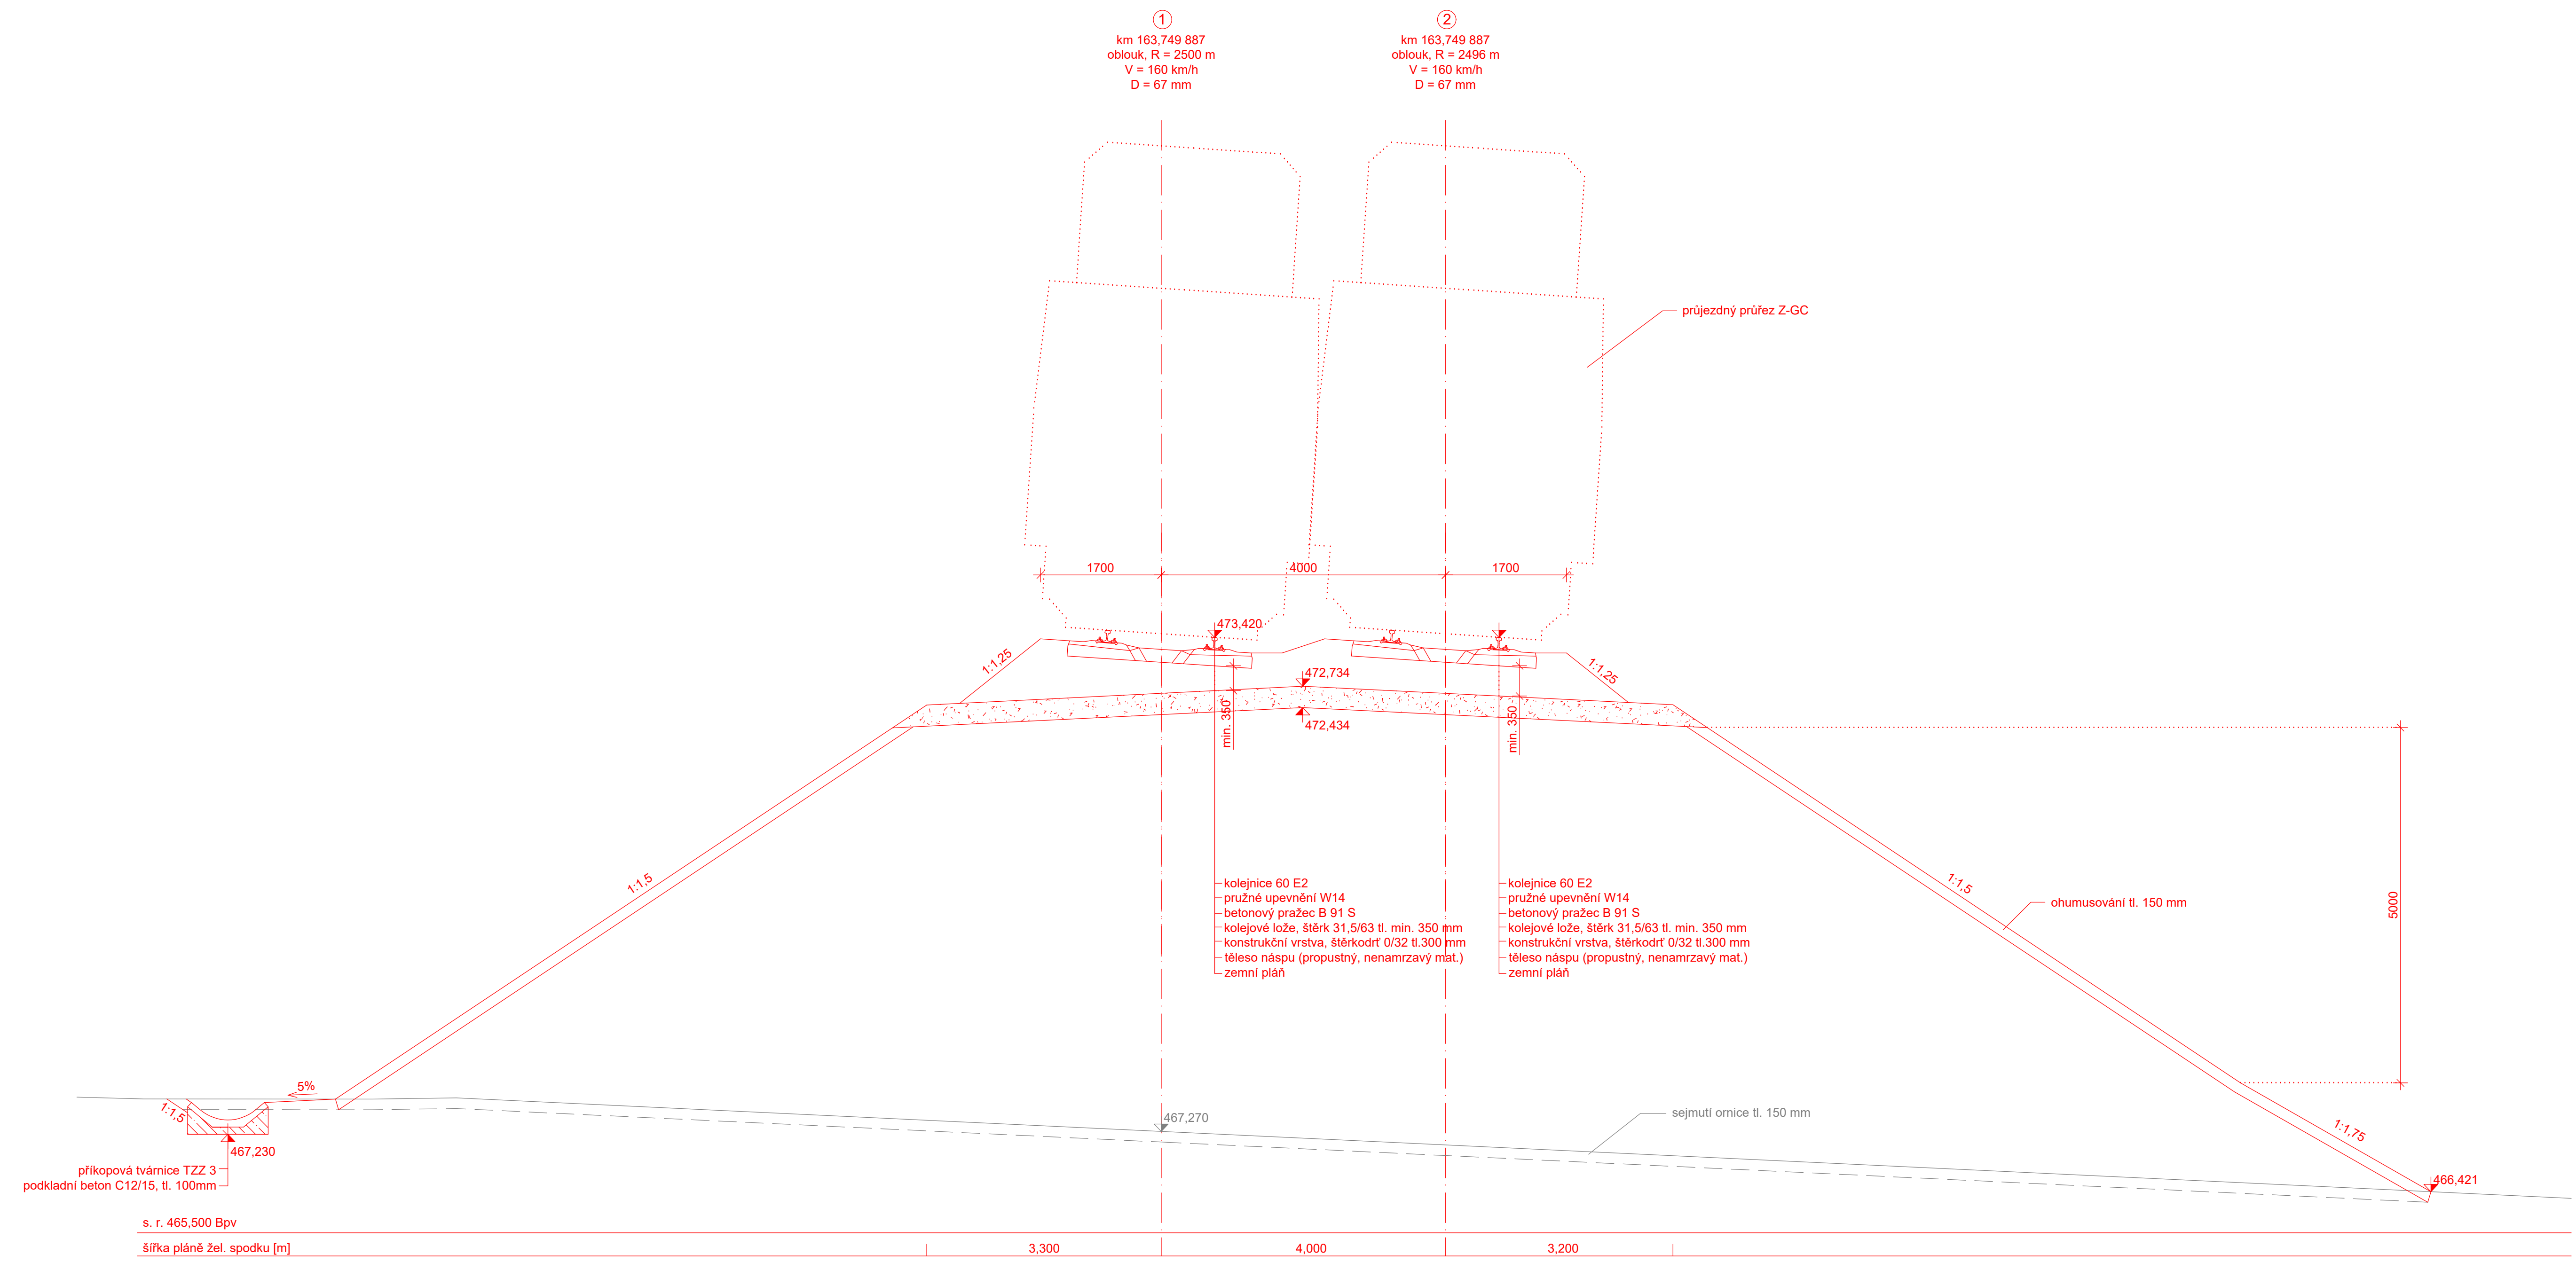 1
km 163,749 887
oblouk, R = 2500 m
V = 160 km/h
D = 67 mm
2
km 163,749 887
oblouk, R = 2496 m
V = 160 km/h
D = 67 mm
průjezdný průřez Z-GC
1700
4000
1700
473,420
1:1,25
1:1,25
472,734
472,434
min. 350
min. 350
1:1,5
1:1,5
kolejnice 60 E2
pružné upevnění W14
betonový pražec B 91 S
kolejové lože, štěrk 31,5/63 tl. min. 350 mm
konstrukční vrstva, štěrkodrť 0/32 tl.300 mm
těleso náspu (propustný, nenamrzavý mat.)
zemní pláň
kolejnice 60 E2
pružné upevnění W14
betonový pražec B 91 S
kolejové lože, štěrk 31,5/63 tl. min. 350 mm
konstrukční vrstva, štěrkodrť 0/32 tl.300 mm
těleso náspu (propustný, nenamrzavý mat.)
zemní pláň
ohumusování tl. 150 mm
5000
5%
1:1,5
467,230
příkopová tvárnice TZZ 3
podkladní beton C12/15, tl. 100mm
467,270
sejmutí ornice tl. 150 mm
1:1,75
466,421
s. r. 465,500 Bpv
šířka pláně žel. spodku [m]
3,300
4,000
3,200